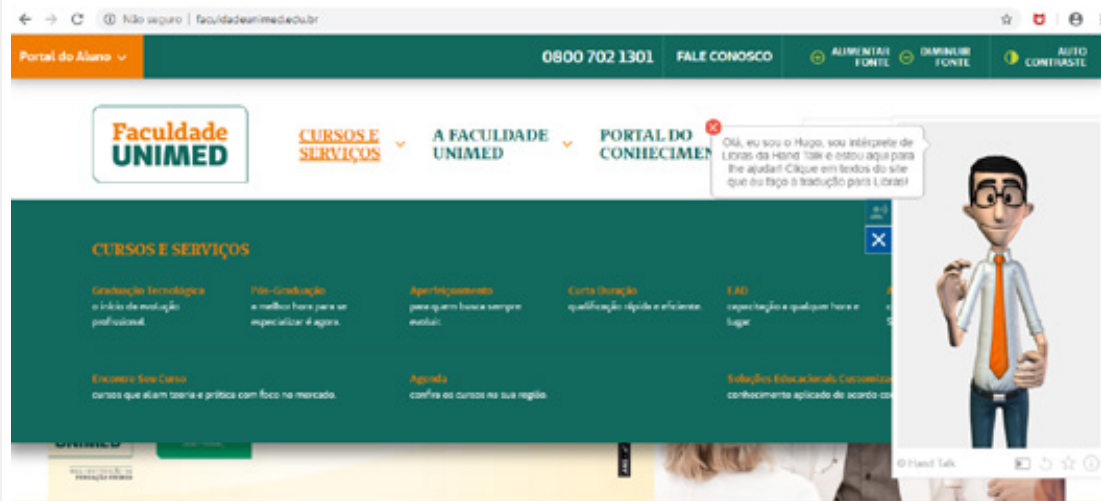 Não seguro | faculdadeunimed.edu.br
Portal do Aluno
0800 702 1301
FALE CONOSCO
AUMENTAR
FONTE
DIMINUIR
FONTE
AUTO
CONTRASTE
Faculdade
UNIMED
CURSOS E
SERVIÇOS
A FACULDADE
UNIMED
PORTAL DO
CONHECIMEN
Olá, eu sou o Hugo, sou intérprete de
Libras da Hand Talk e estou aqui para
lhe ajudar! Clique em textos do site
que eu faço a tradução para Libras!
CURSOS E SERVIÇOS
Graduação Tecnológica
o início da evolução
profissional.
Pós-Graduação
a melhor hora para se
especializar é agora.
Aperfeiçoamento
para quem busca sempre
evoluir.
Curta Duração
qualificação rápida e eficiente.
EAD
capacitação a qualquer hora e
lugar.
Encontre Seu Curso
cursos que aliam teoria e prática com foco no mercado.
Agenda
confira os cursos na sua região.
Soluções Educacionais Customiza
conhecimento aplicado de acordo co
UNIMED
FUNDAÇÃO UNIMED
© Hand Talk